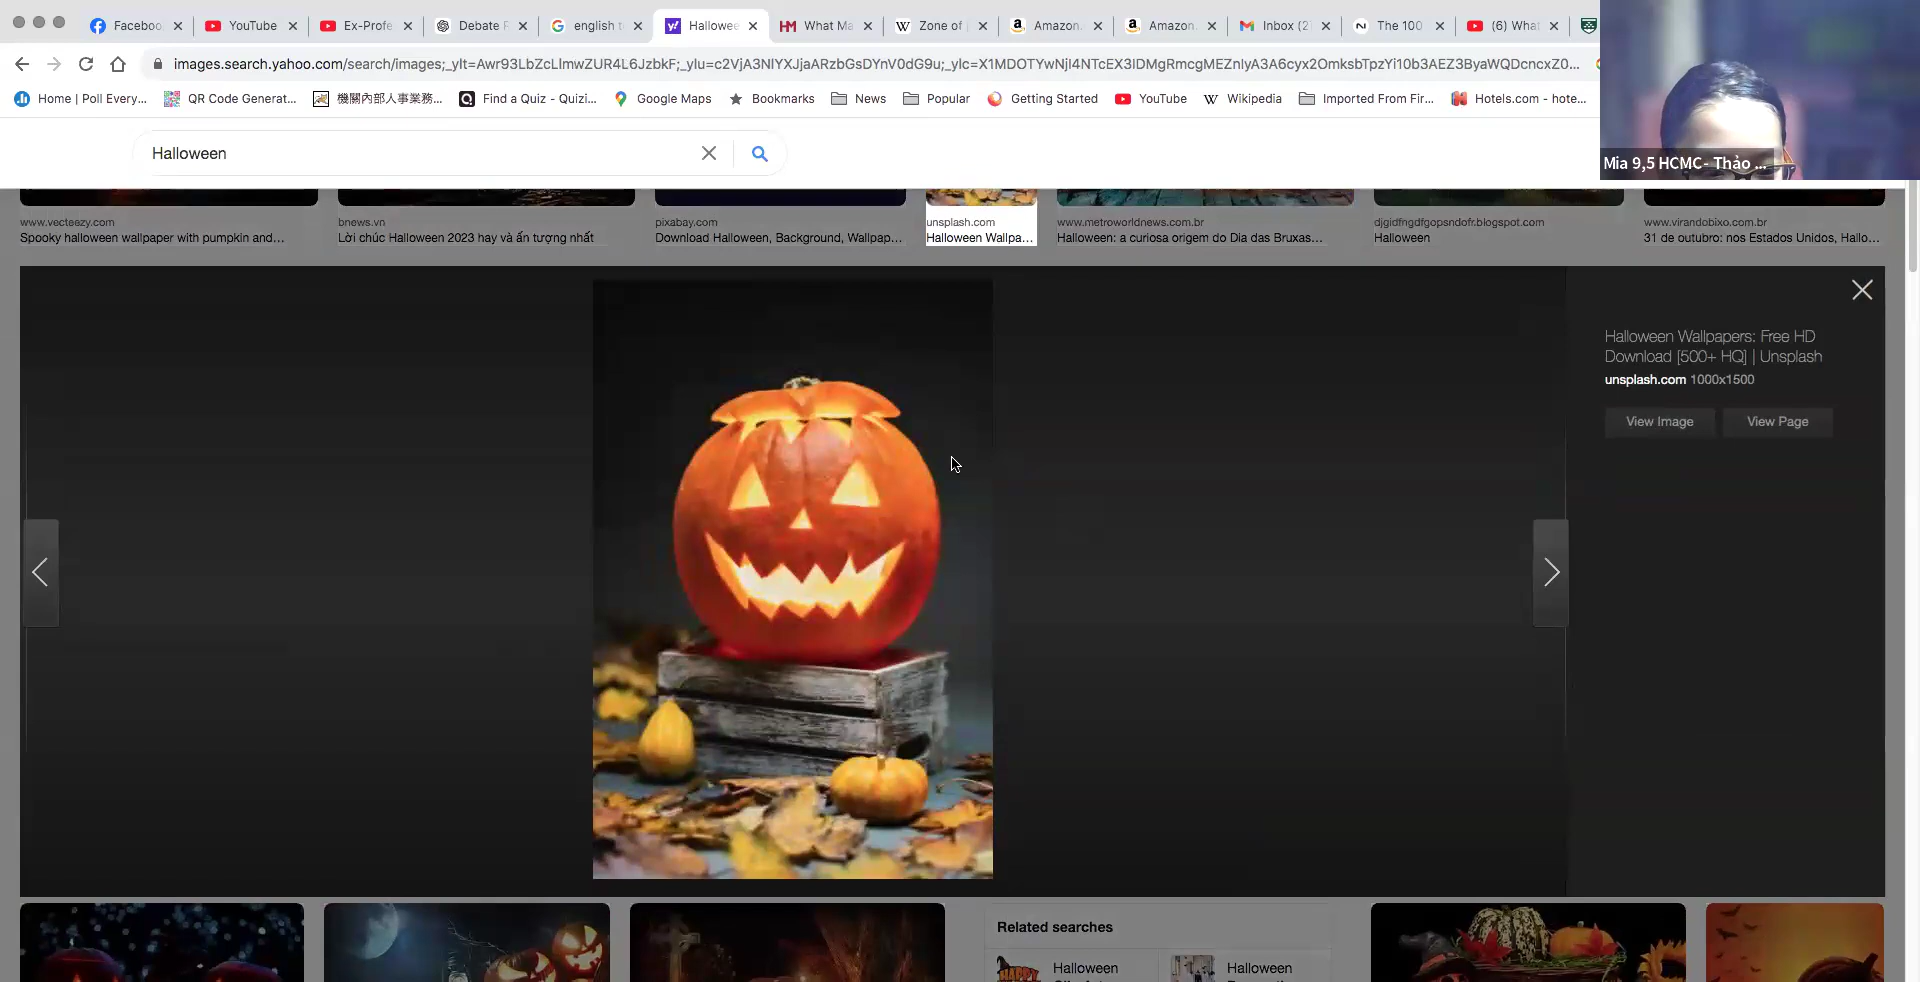 Faceboo
YouTube
Ex-Profe
Debate F
english t
Hallowee
What Ma
Zone of
Amazon.
Amazon.
Inbox (2
The 100
(6) What
images.search.yahoo.com/search/images;_ylt=Awr93LbZcLlmwZUR4L6JzbkF;_ylu=c2VjA3NlYXJjaARzbGsDYnV0dG9u;_ylc=X1MDOTYwNjI4NTcEX3IDMgRmcgMEZnIyA3A6cyx2OmksbTpzYi10b3AEZ3ByaWQDcncxZ0...
Home | Poll Every...
QR Code Generat...
機關內部人事業務...
Find a Quiz - Quizi...
Google Maps
Bookmarks
News
Popular
Getting Started
YouTube
Wikipedia
Imported From Fir...
Hotels.com - hote...
Mia 9,5 HCMC- Thảo ...
Halloween
www.vecteezy.com
Spooky halloween wallpaper with pumpkin and...
bnews.vn
Lời chúc Halloween 2023 hay và ấn tượng nhất
pixabay.com
Download Halloween, Background, Wallpap...
unsplash.com
Halloween Wallpa...
www.metroworldnews.com.br
Halloween: a curiosa origem do Dia das Bruxas...
djgidfngdfgopsndofr.blogspot.com
Halloween
www.virandobixo.com.br
31 de outubro: nos Estados Unidos, Hallo...
Halloween Wallpapers: Free HD
Download [500+ HQ] | Unsplash
unsplash.com 1000x1500
View Image
View Page
Related searches
Halloween
Halloween